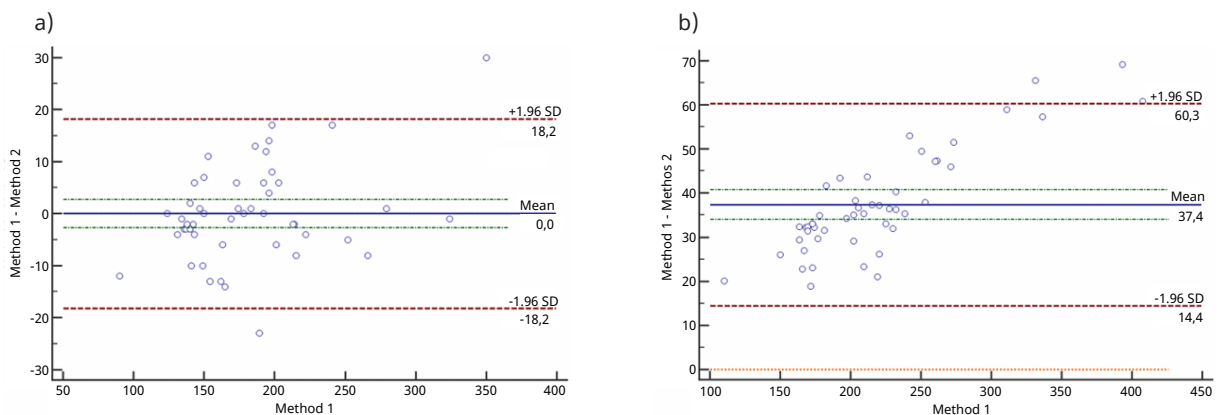 a)
30
20
10
0
-10
-20
-30
Method 1 - Method 2
+1.96 SD
18,2
Mean
0,0
-1.96 SD
-18,2
50 100 150 200 250 300 350 400
Method 1
b)
70
60
50
40
30
20
10
0
Method 1 - Methos 2
+1.96 SD
60,3
Mean
37,4
-1.96 SD
14,4
100 150 200 250 300 350 400 450
Method 1